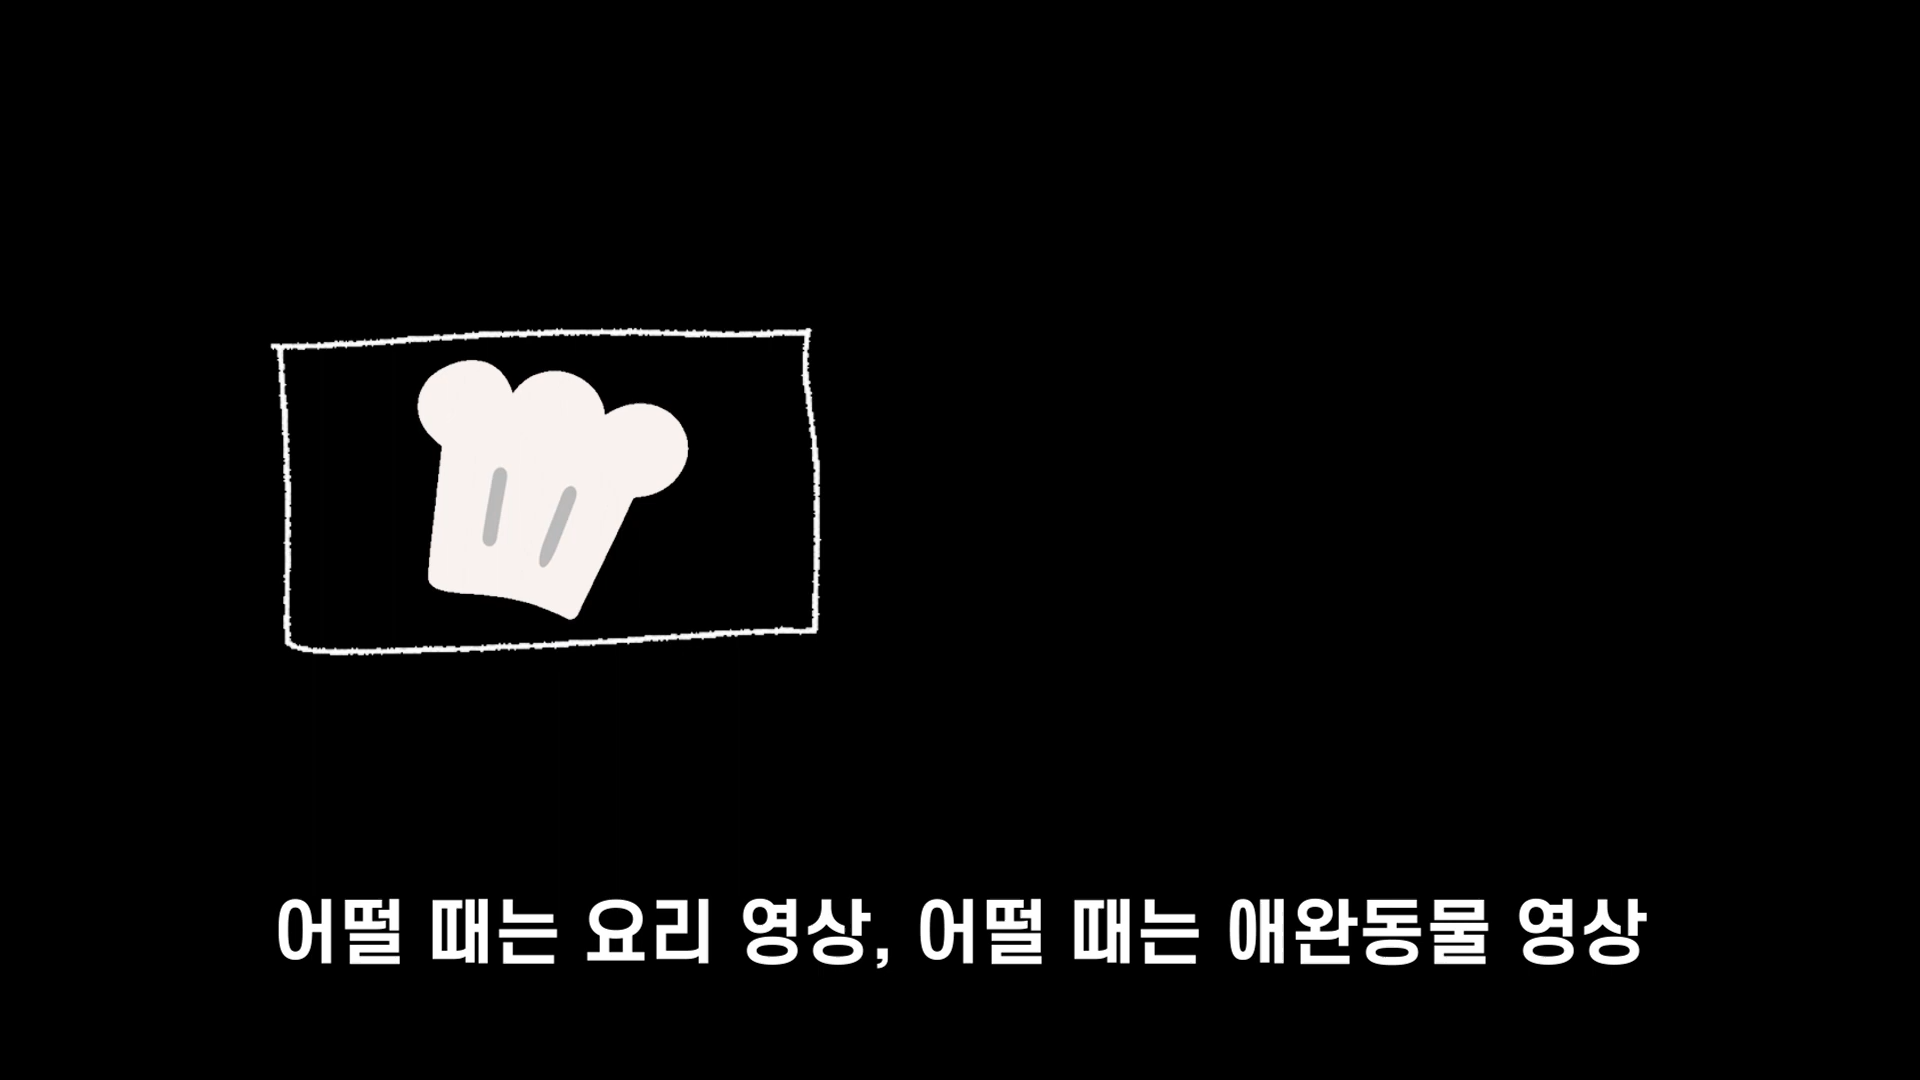 어떨 때는 요리 영상, 어떨 때는 애완동물 영상